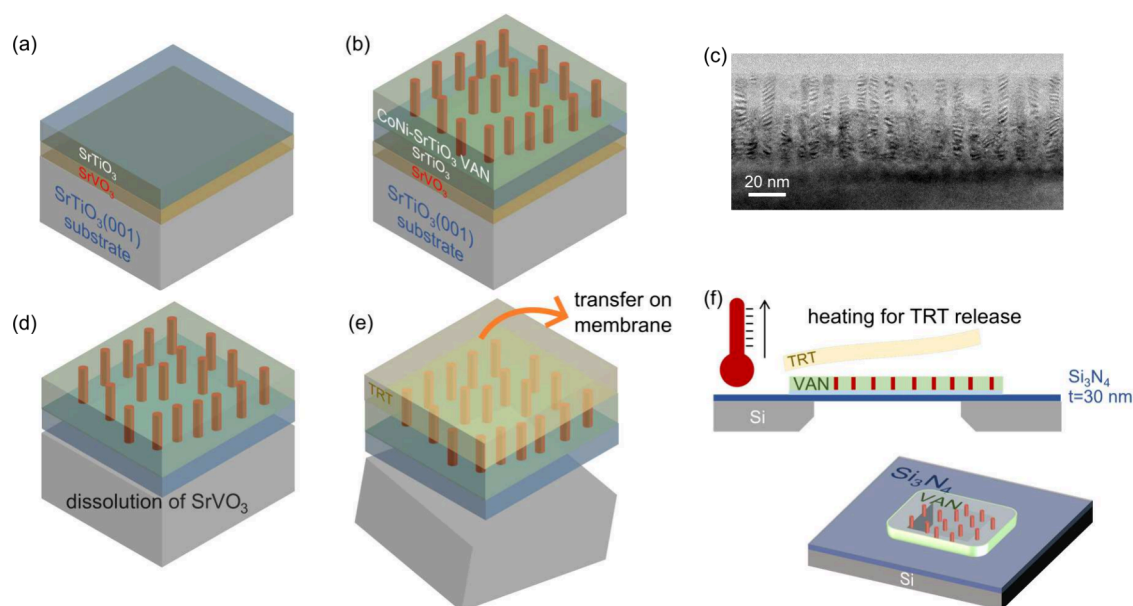 (a)
SrTiO₃
SrVO₃
SrTiO₃(001)
substrate
(b)
CoNi-SrTiO₃ VAN
SrTiO₃
SrVO₃
SrTiO₃(001)
substrate
(c)
20 nm
(d)
dissolution of SrVO₃
(e)
transfer on
membrane
TRT
(f)
heating for TRT release
TRT
VAN
Si₃N₄
t=30 nm
Si
Si₃N₄
VAN
Si